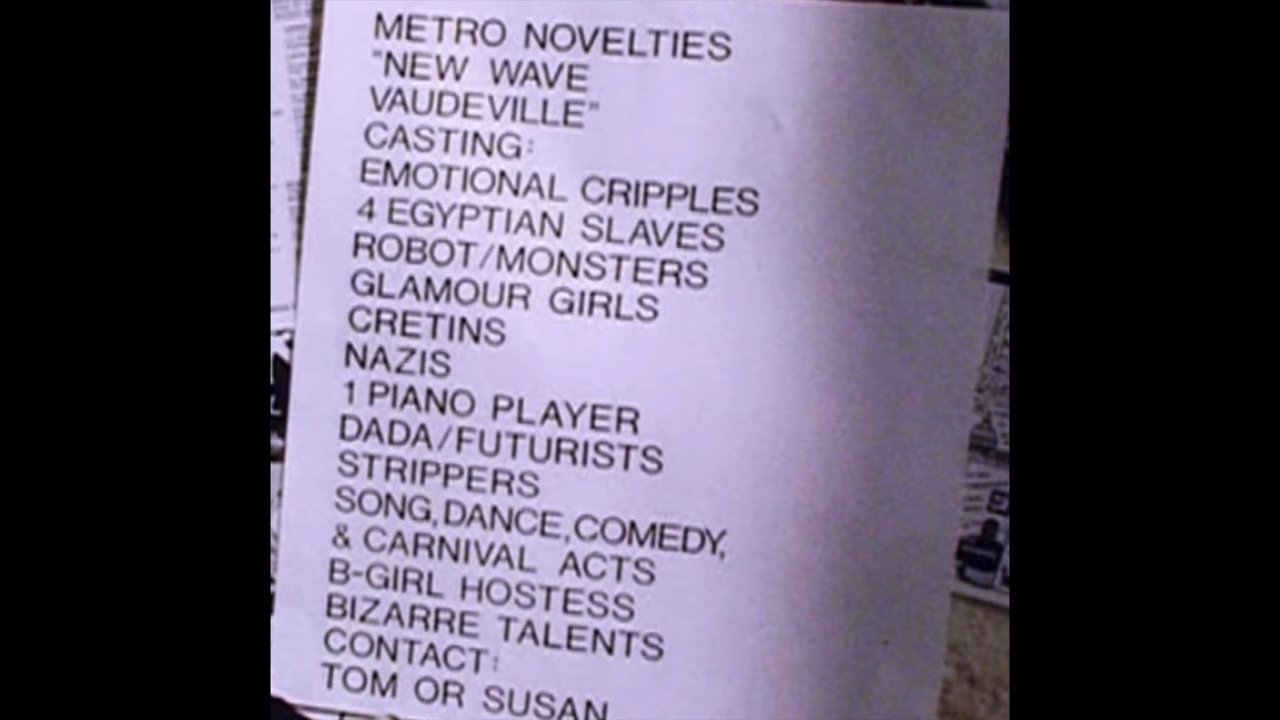 METRO NOVELTIES
"NEW WAVE
VAUDEVILLE"
CASTING:
EMOTIONAL CRIPPLES
4 EGYPTIAN SLAVES
ROBOT/MONSTERS
GLAMOUR GIRLS
CRETINS
NAZIS
1 PIANO PLAYER
DADA/FUTURISTS
STRIPPERS
SONG, DANCE, COMEDY,
& CARNIVAL ACTS
B-GIRL HOSTESS
BIZARRE TALENTS
CONTACT:
TOM OR SUSAN